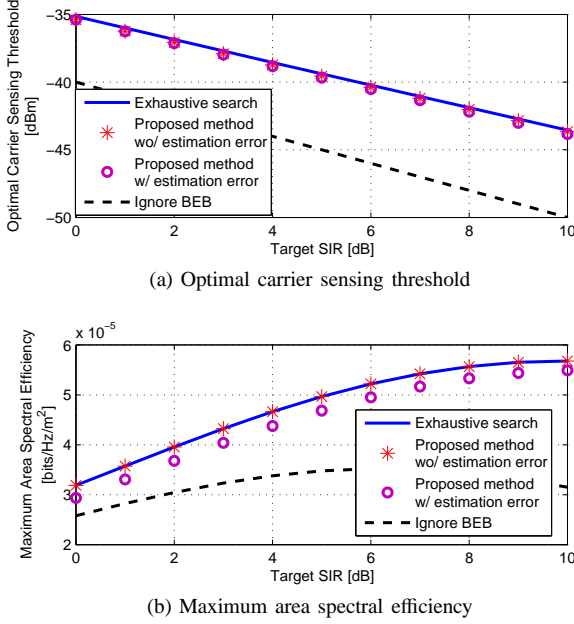 −35
−40
−45
−50
Optimal Carrier Sensing Threshold
[dBm]
Exhaustive search
Proposed method
wo/ estimation error
Proposed method
w/ estimation error
Ignore BEB
0 2 4 6 8 10
Target SIR [dB]
(a) Optimal carrier sensing threshold
x 10−5
6
5
4
3
2
Maximum Area Spectral Efficiency
[bits/Hz/m2]
Exhaustive search
Proposed method
wo/ estimation error
Proposed method
w/ estimation error
Ignore BEB
0 2 4 6 8 10
Target SIR [dB]
(b) Maximum area spectral efficiency